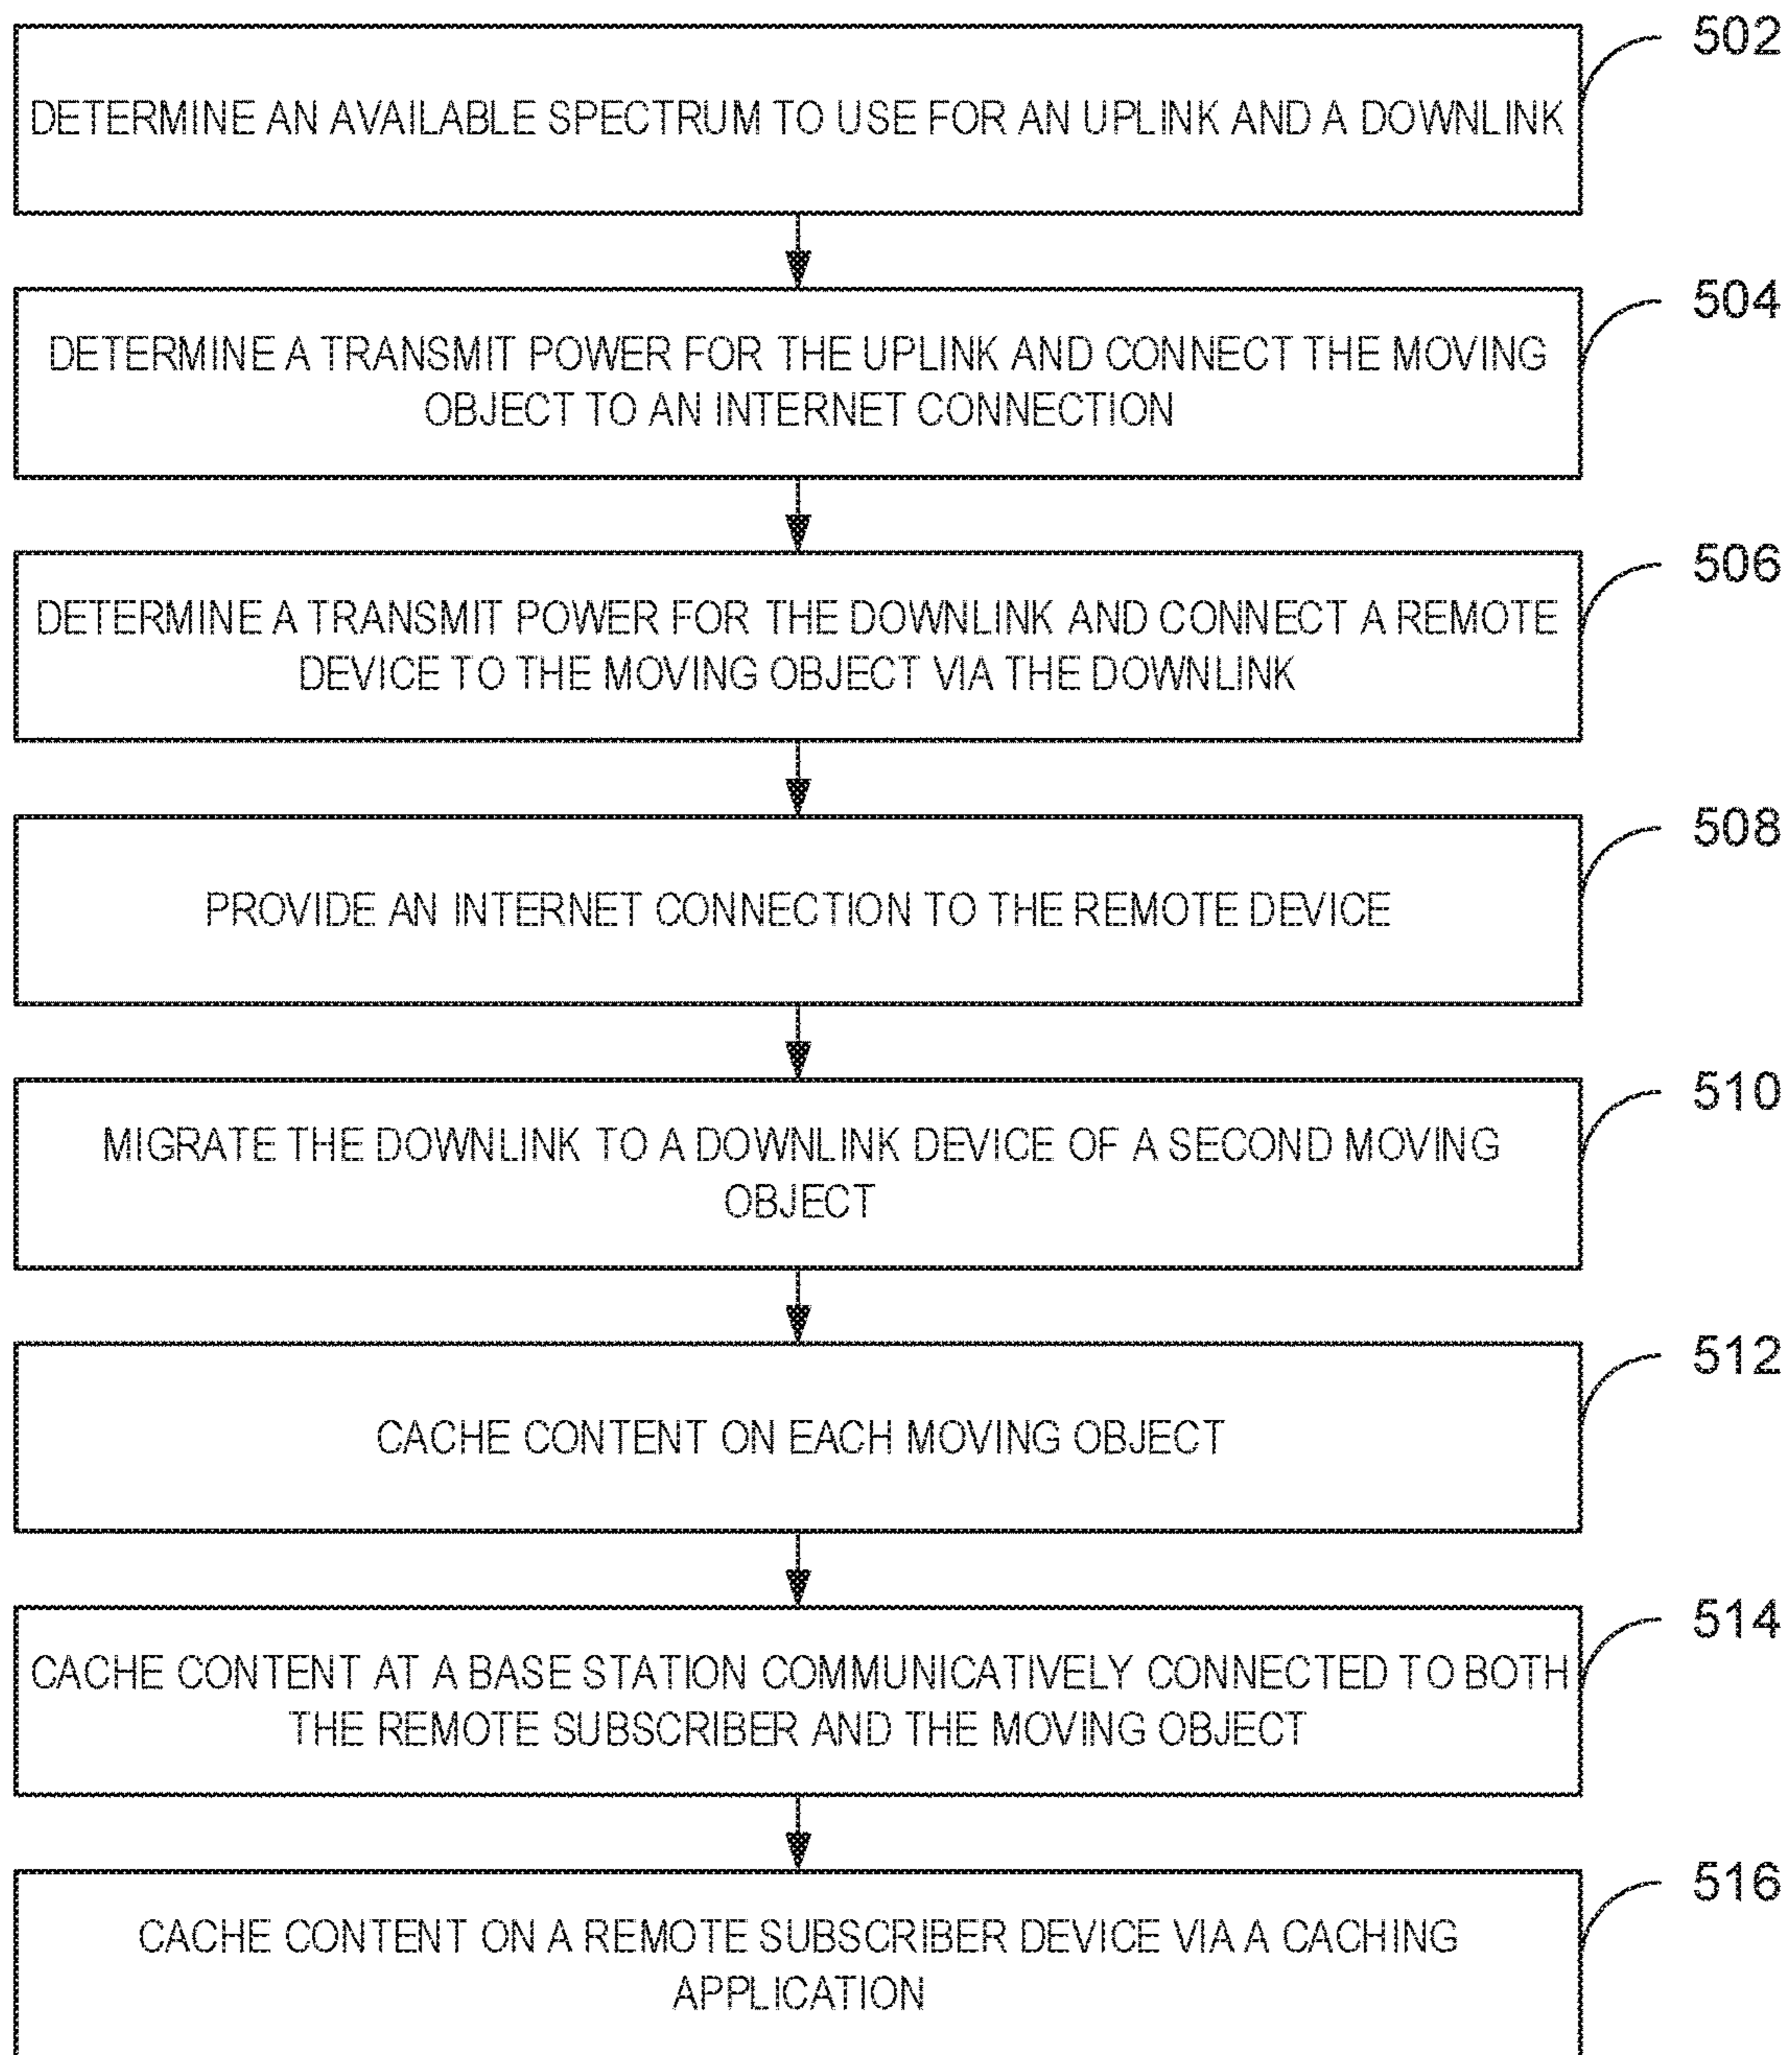 502
DETERMINE AN AVAILABLE SPECTRUM TO USE FOR AN UPLINK AND A DOWNLINK
504
DETERMINE A TRANSMIT POWER FOR THE UPLINK AND CONNECT THE MOVING
OBJECT TO AN INTERNET CONNECTION
506
DETERMINE A TRANSMIT POWER FOR THE DOWNLINK AND CONNECT A REMOTE
DEVICE TO THE MOVING OBJECT VIA THE DOWNLINK
508
PROVIDE AN INTERNET CONNECTION TO THE REMOTE DEVICE
510
MIGRATE THE DOWNLINK TO A DOWNLINK DEVICE OF A SECOND MOVING
OBJECT
512
CACHE CONTENT ON EACH MOVING OBJECT
514
CACHE CONTENT AT A BASE STATION COMMUNICATIVELY CONNECTED TO BOTH
THE REMOTE SUBSCRIBER AND THE MOVING OBJECT
516
CACHE CONTENT ON A REMOTE SUBSCRIBER DEVICE VIA A CACHING
APPLICATION